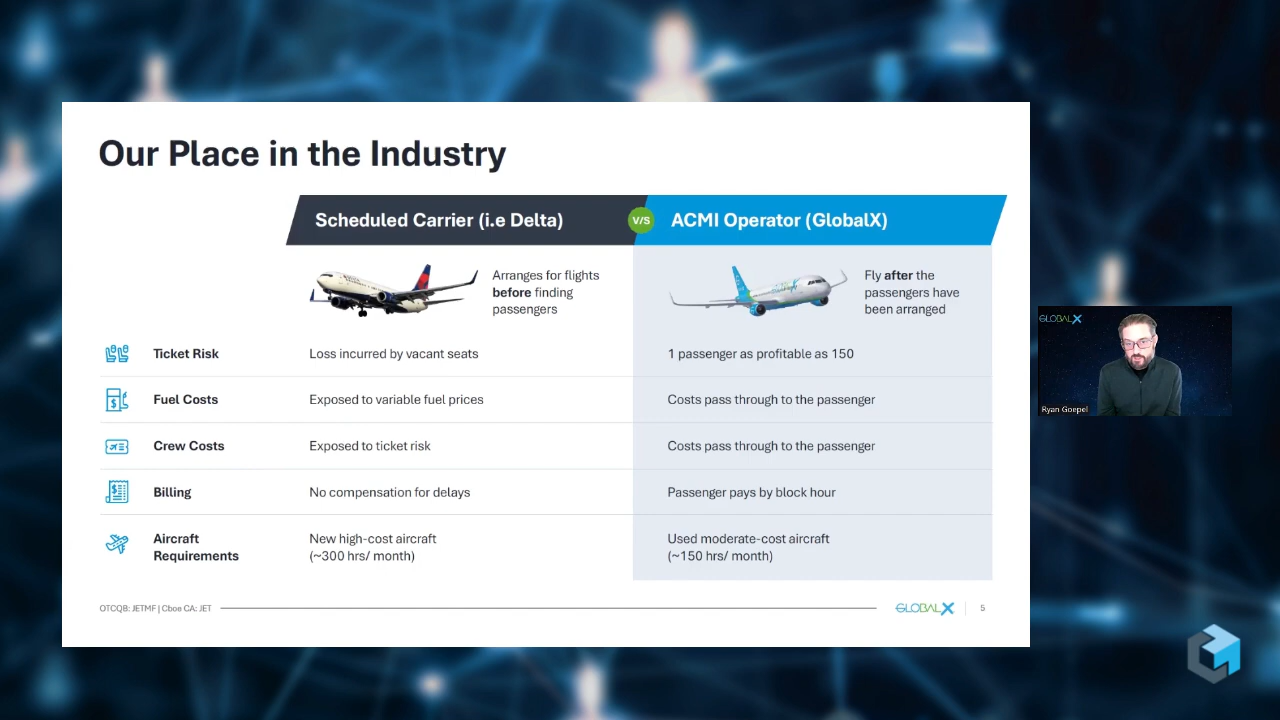 Our Place in the Industry
Scheduled Carrier (i.e Delta)
V/S
ACMI Operator (GlobalX)
Arranges for flights
before finding
passengers
Fly after the
passengers have
been arranged
Ticket Risk
Loss incurred by vacant seats
1 passenger as profitable as 150
Fuel Costs
Exposed to variable fuel prices
Costs pass through to the passenger
Crew Costs
Exposed to ticket risk
Costs pass through to the passenger
Billing
No compensation for delays
Passenger pays by block hour
Aircraft
Requirements
New high-cost aircraft
(~300 hrs/ month)
Used moderate-cost aircraft
(~150 hrs/ month)
OTCQB: JETMF | Cboe CA: JET
GLOBALX
5
GLOBALX
Ryan Goepel